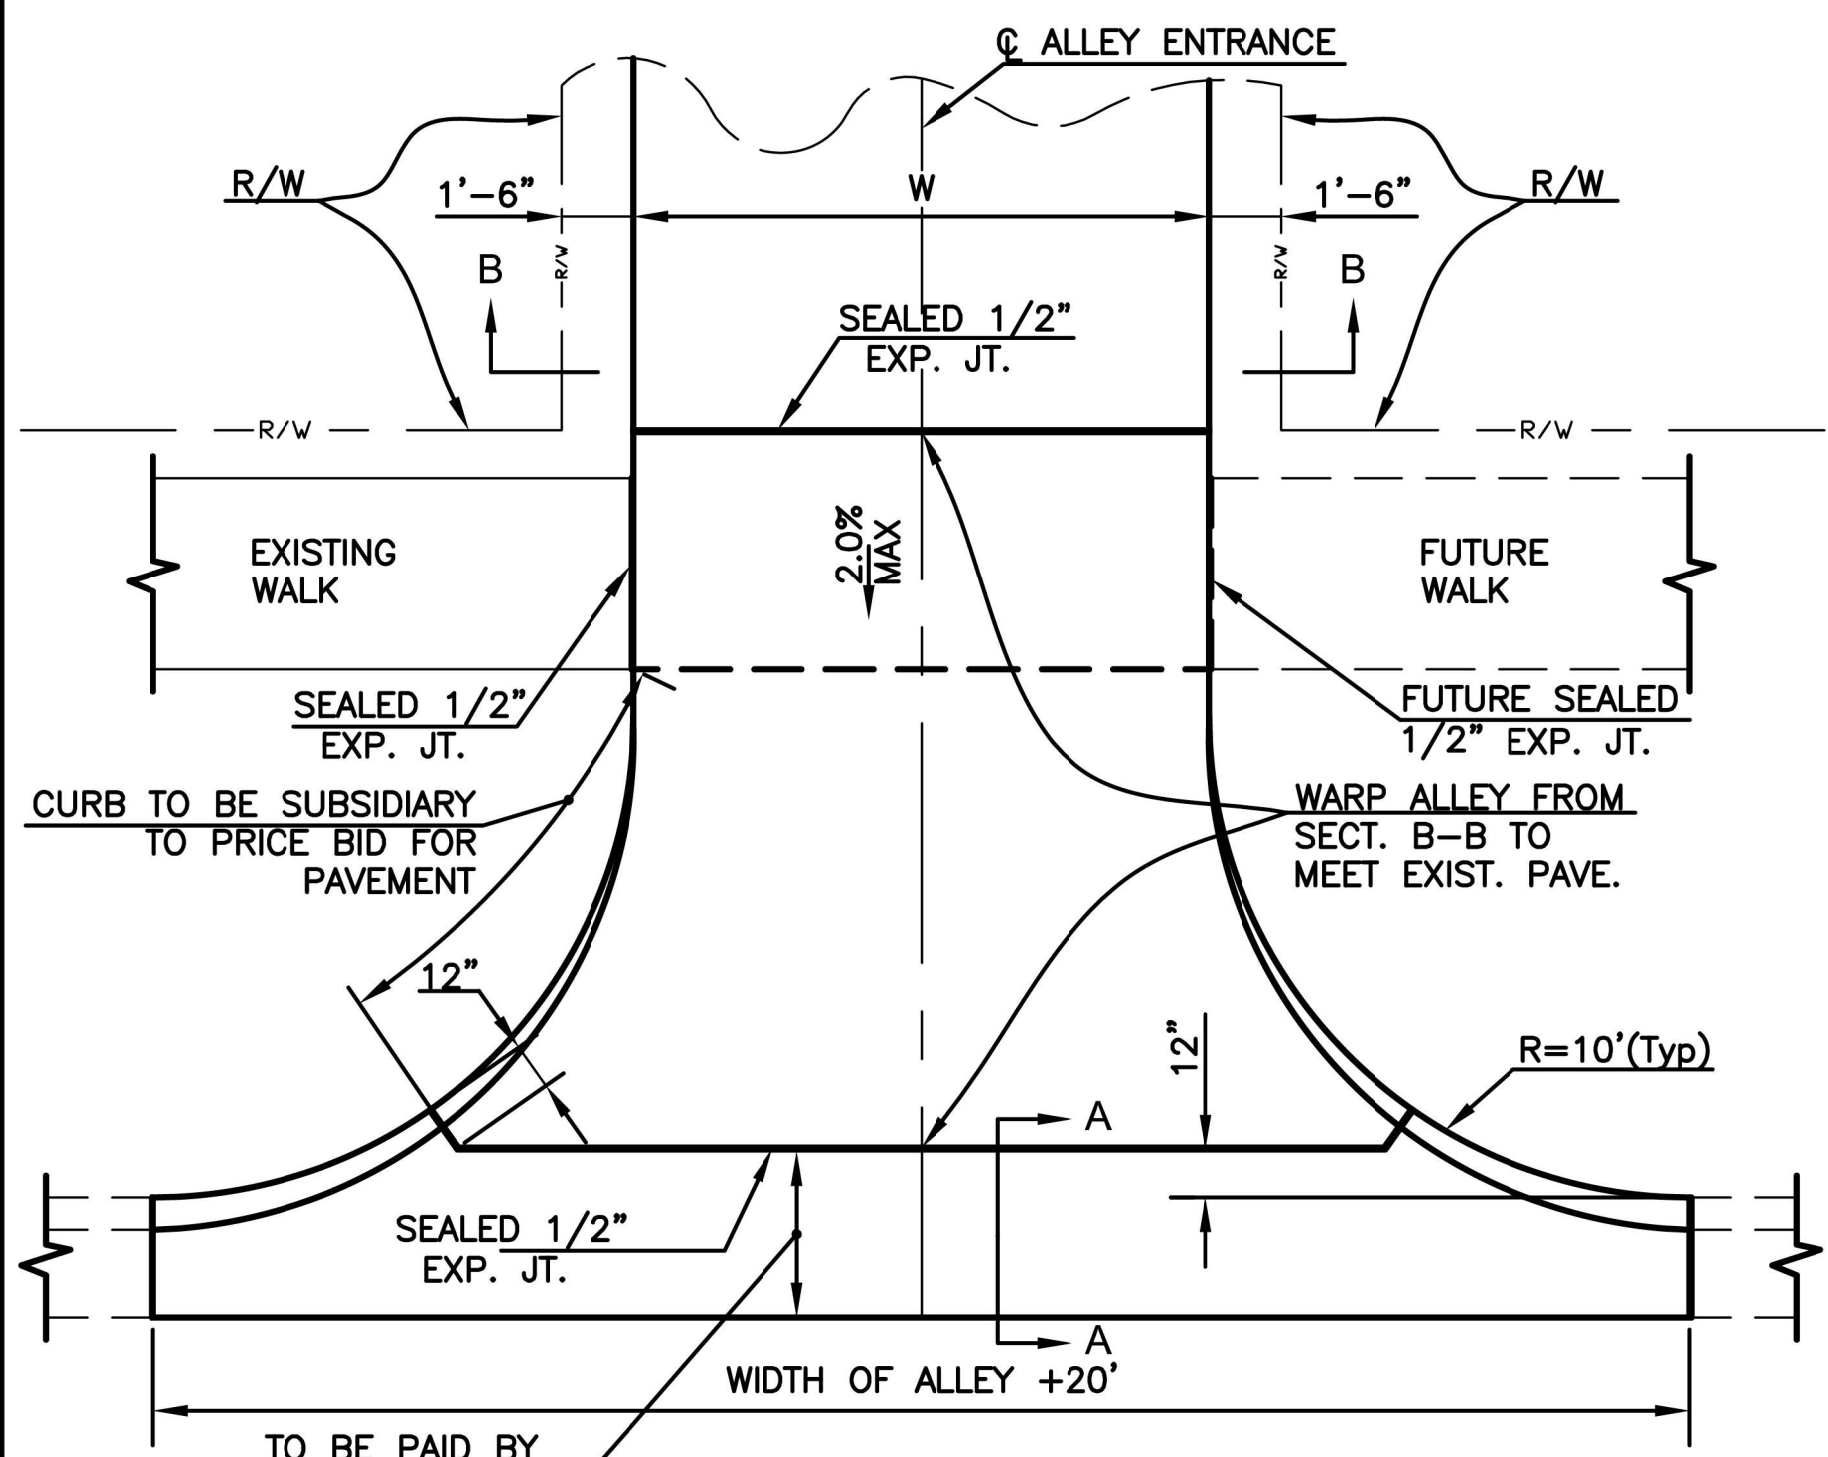 ℄ ALLEY ENTRANCE
R/W
1'-6"
W
1'-6"
R/W
B
R/W
R/W
B
SEALED 1/2"
EXP. JT.
R/W
R/W
2.0%
MAX
EXISTING
WALK
FUTURE
WALK
SEALED 1/2"
EXP. JT.
FUTURE SEALED
1/2" EXP. JT.
CURB TO BE SUBSIDIARY
TO PRICE BID FOR
PAVEMENT
WARP ALLEY FROM
SECT. B-B TO
MEET EXIST. PAVE.
12"
12"
R=10'(Typ)
A
SEALED 1/2"
EXP. JT.
A
WIDTH OF ALLEY +20'
TO BE PAID BY